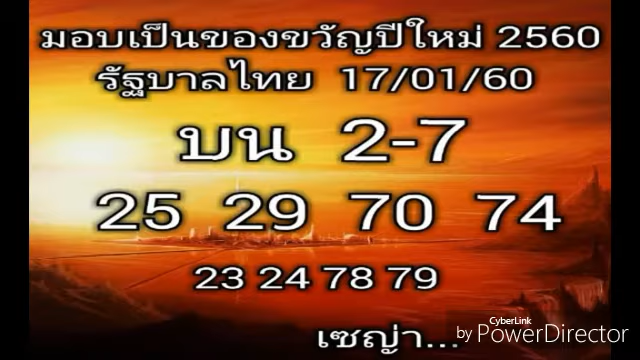 มอบเป็นของขวัญปีใหม่ 2560
รัฐบาลไทย 17/01/60
บน 2-7
25 29 70 74
23 24 78 79
เซญ่า...
CyberLink
by PowerDirector